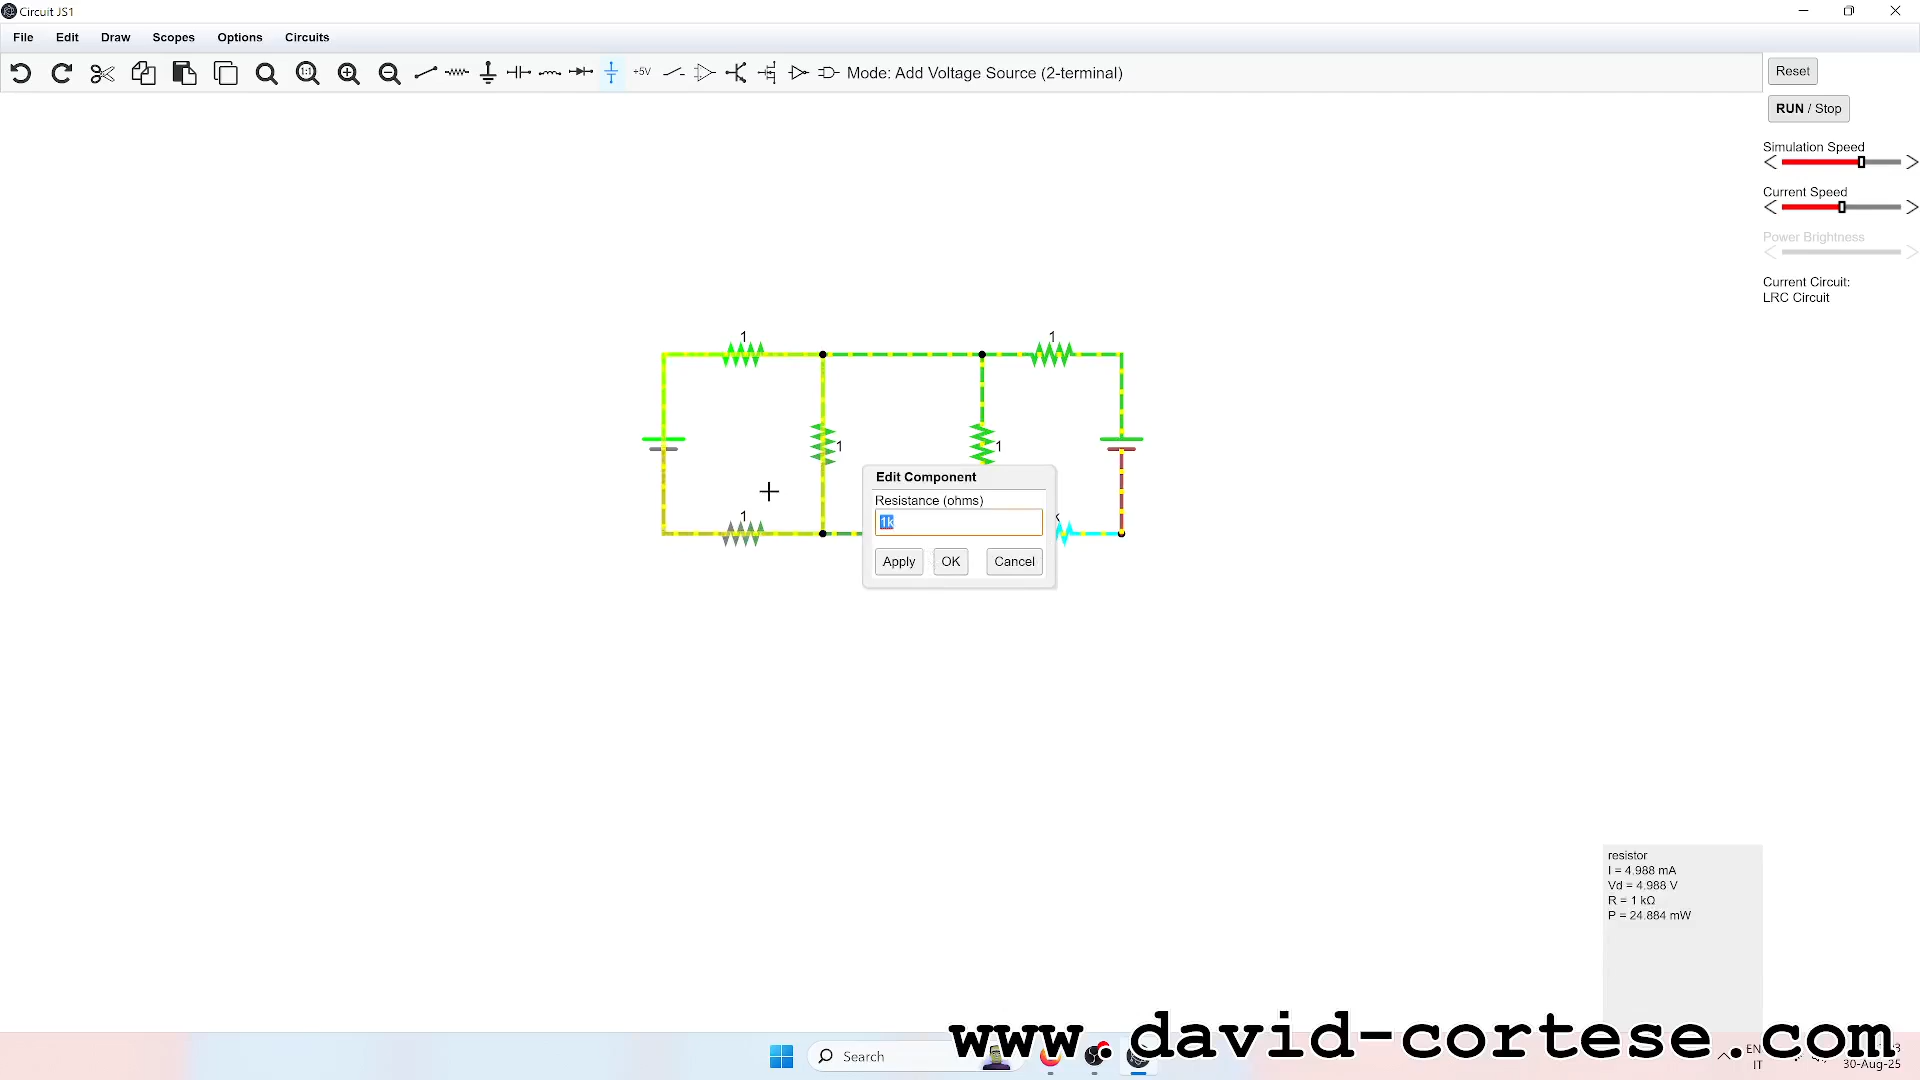 Circuit JS1
File Edit Draw Scopes Options Circuits
1:1 +5V Mode: Add Voltage Source (2-terminal)
Reset
RUN / Stop
Simulation Speed
Current Speed
Power Brightness
Current Circuit:
LRC Circuit
1 1
1 1
Edit Component
Resistance (ohms)
1k
1
Apply OK Cancel
resistor
I = 4.988 mA
Vd = 4.988 V
R = 1 kΩ
P = 24.884 mW
www.david-cortese.com
Search
EN
IT
30-Aug-25